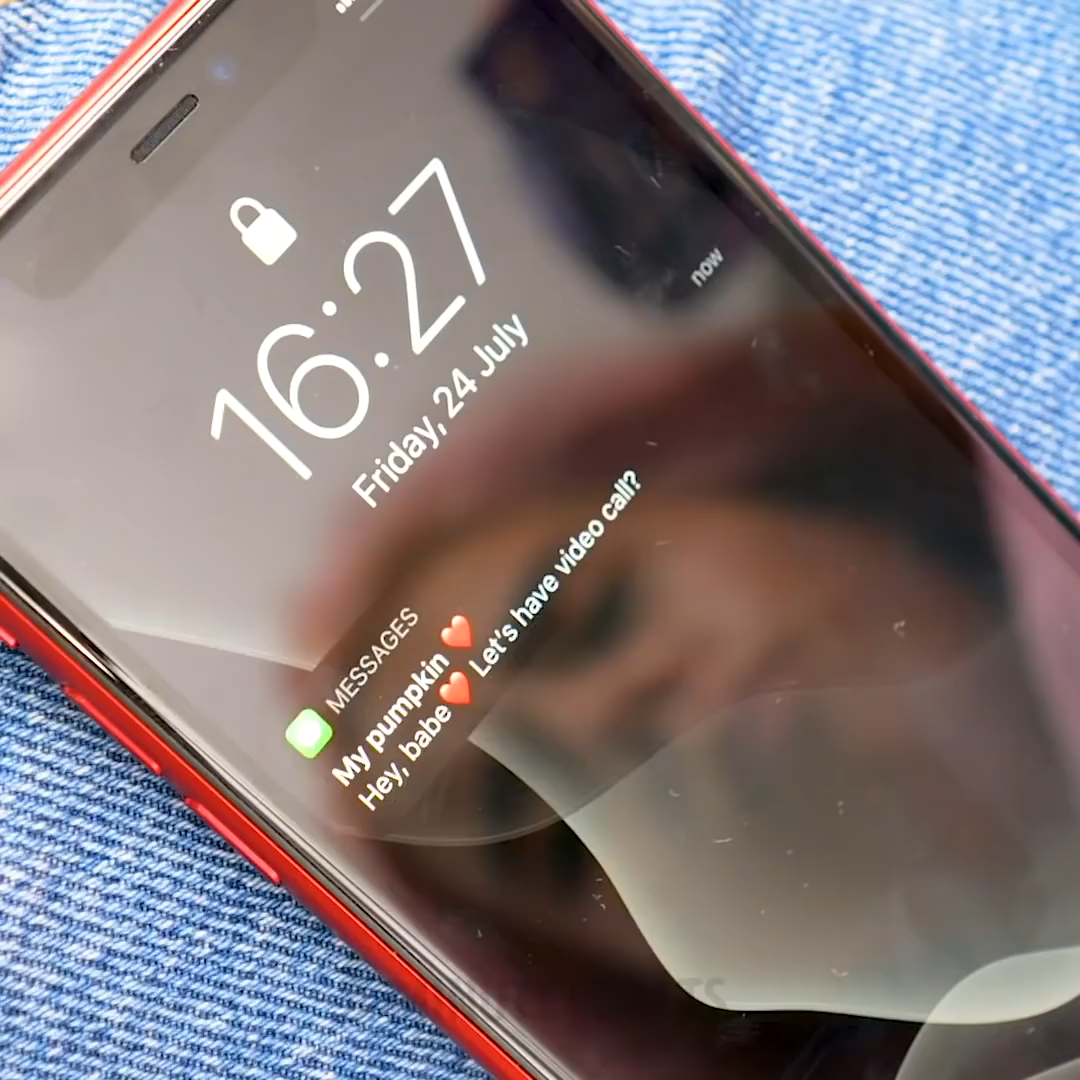 16:27
Friday, 24 July
MESSAGES
now
My pumpkin ❤️
Hey, babe❤️ Let's have video call?